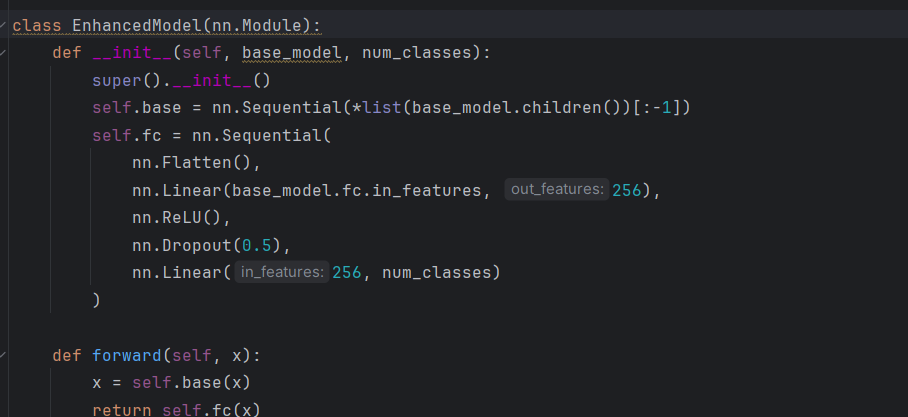 class EnhancedModel(nn.Module):
    def __init__(self, base_model, num_classes):
        super().__init__()
        self.base = nn.Sequential(*list(base_model.children())[:-1])
        self.fc = nn.Sequential(
            nn.Flatten(),
            nn.Linear(base_model.fc.in_features, out_features: 256),
            nn.ReLU(),
            nn.Dropout(0.5),
            nn.Linear(in_features: 256, num_classes)
        )

    def forward(self, x):
        x = self.base(x)
        return self.fc(x)